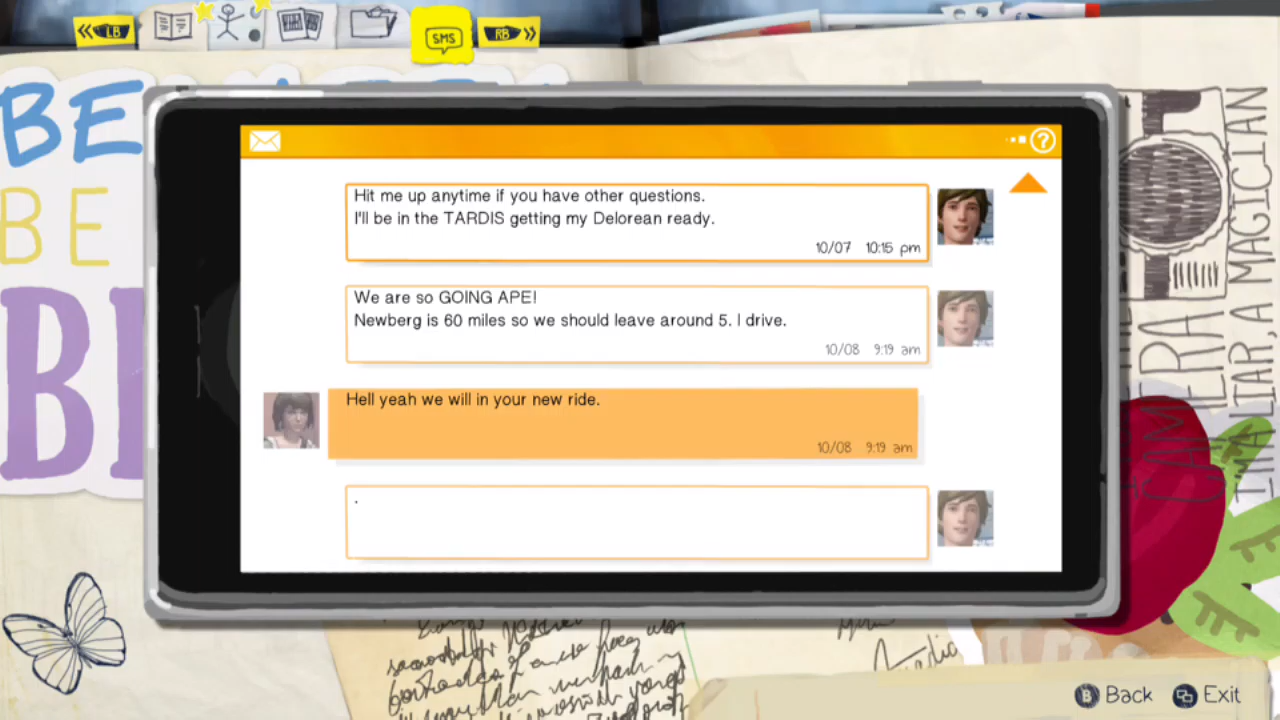 LB
SMS
RB
BE
BE
?
Hit me up anytime if you have other questions.
I'll be in the TARDIS getting my Delorean ready.
10/07 10:15 pm
We are so GOING APE!
Newberg is 60 miles so we should leave around 5. I drive.
10/08 9:19 am
Hell yeah we will in your new ride.
10/08 9:19 am
.
CAMERA
I'M A LIAR, A MAGICIAN
B Back
Exit